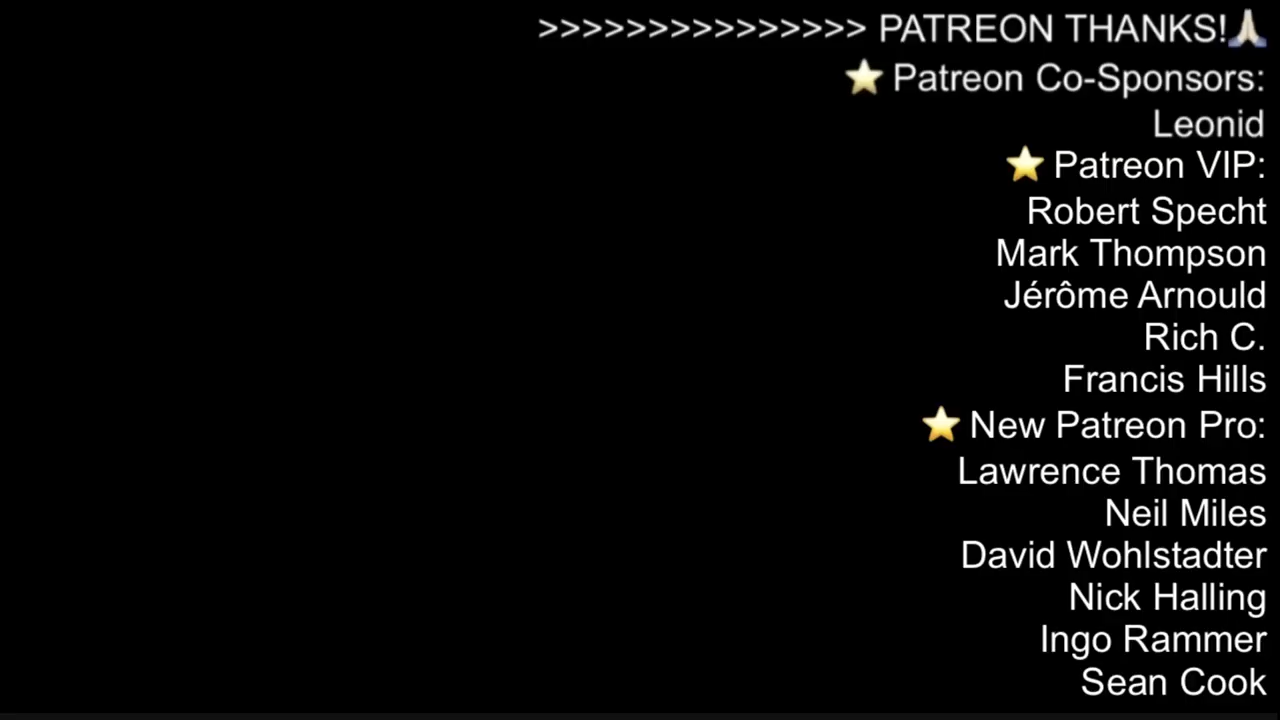 >>>>>>>>>>>>>>> PATREON THANKS!🙏🏻
⭐ Patreon Co-Sponsors:
Leonid
⭐ Patreon VIP:
Robert Specht
Mark Thompson
Jérôme Arnould
Rich C.
Francis Hills
⭐ New Patreon Pro:
Lawrence Thomas
Neil Miles
David Wohlstadter
Nick Halling
Ingo Rammer
Sean Cook